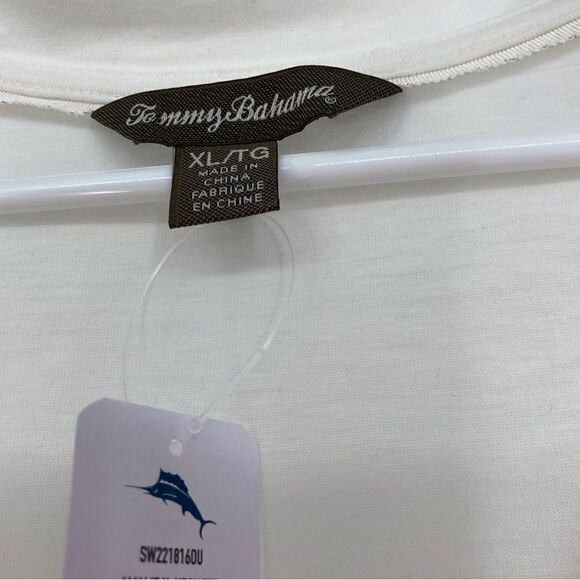 Tommy Bahama©
XL/TG
MADE IN
CHINA
FABRIQUE
EN CHINE
SW2218160U